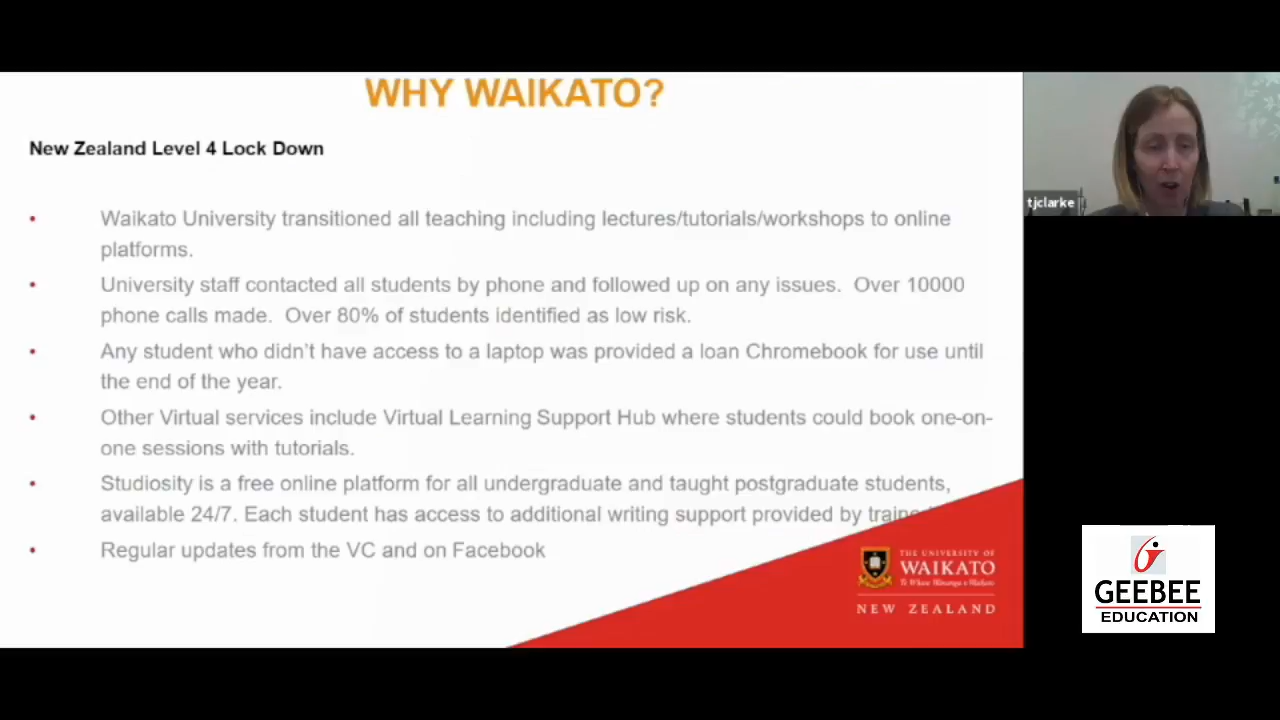 WHY WAIKATO?
New Zealand Level 4 Lock Down
• Waikato University transitioned all teaching including lectures/tutorials/workshops to online
platforms.
• University staff contacted all students by phone and followed up on any issues.  Over 10000
phone calls made.  Over 80% of students identified as low risk.
• Any student who didn't have access to a laptop was provided a loan Chromebook for use until
the end of the year.
• Other Virtual services include Virtual Learning Support Hub where students could book one-on-
one sessions with tutorials.
• Studiosity is a free online platform for all undergraduate and taught postgraduate students,
available 24/7. Each student has access to additional writing support provided by
• Regular updates from the VC and on Facebook
THE UNIVERSITY OF
WAIKATO
Te Whare Wānanga o Waikato
NEW ZEALAND
tjclarke
GEEBEE
EDUCATION